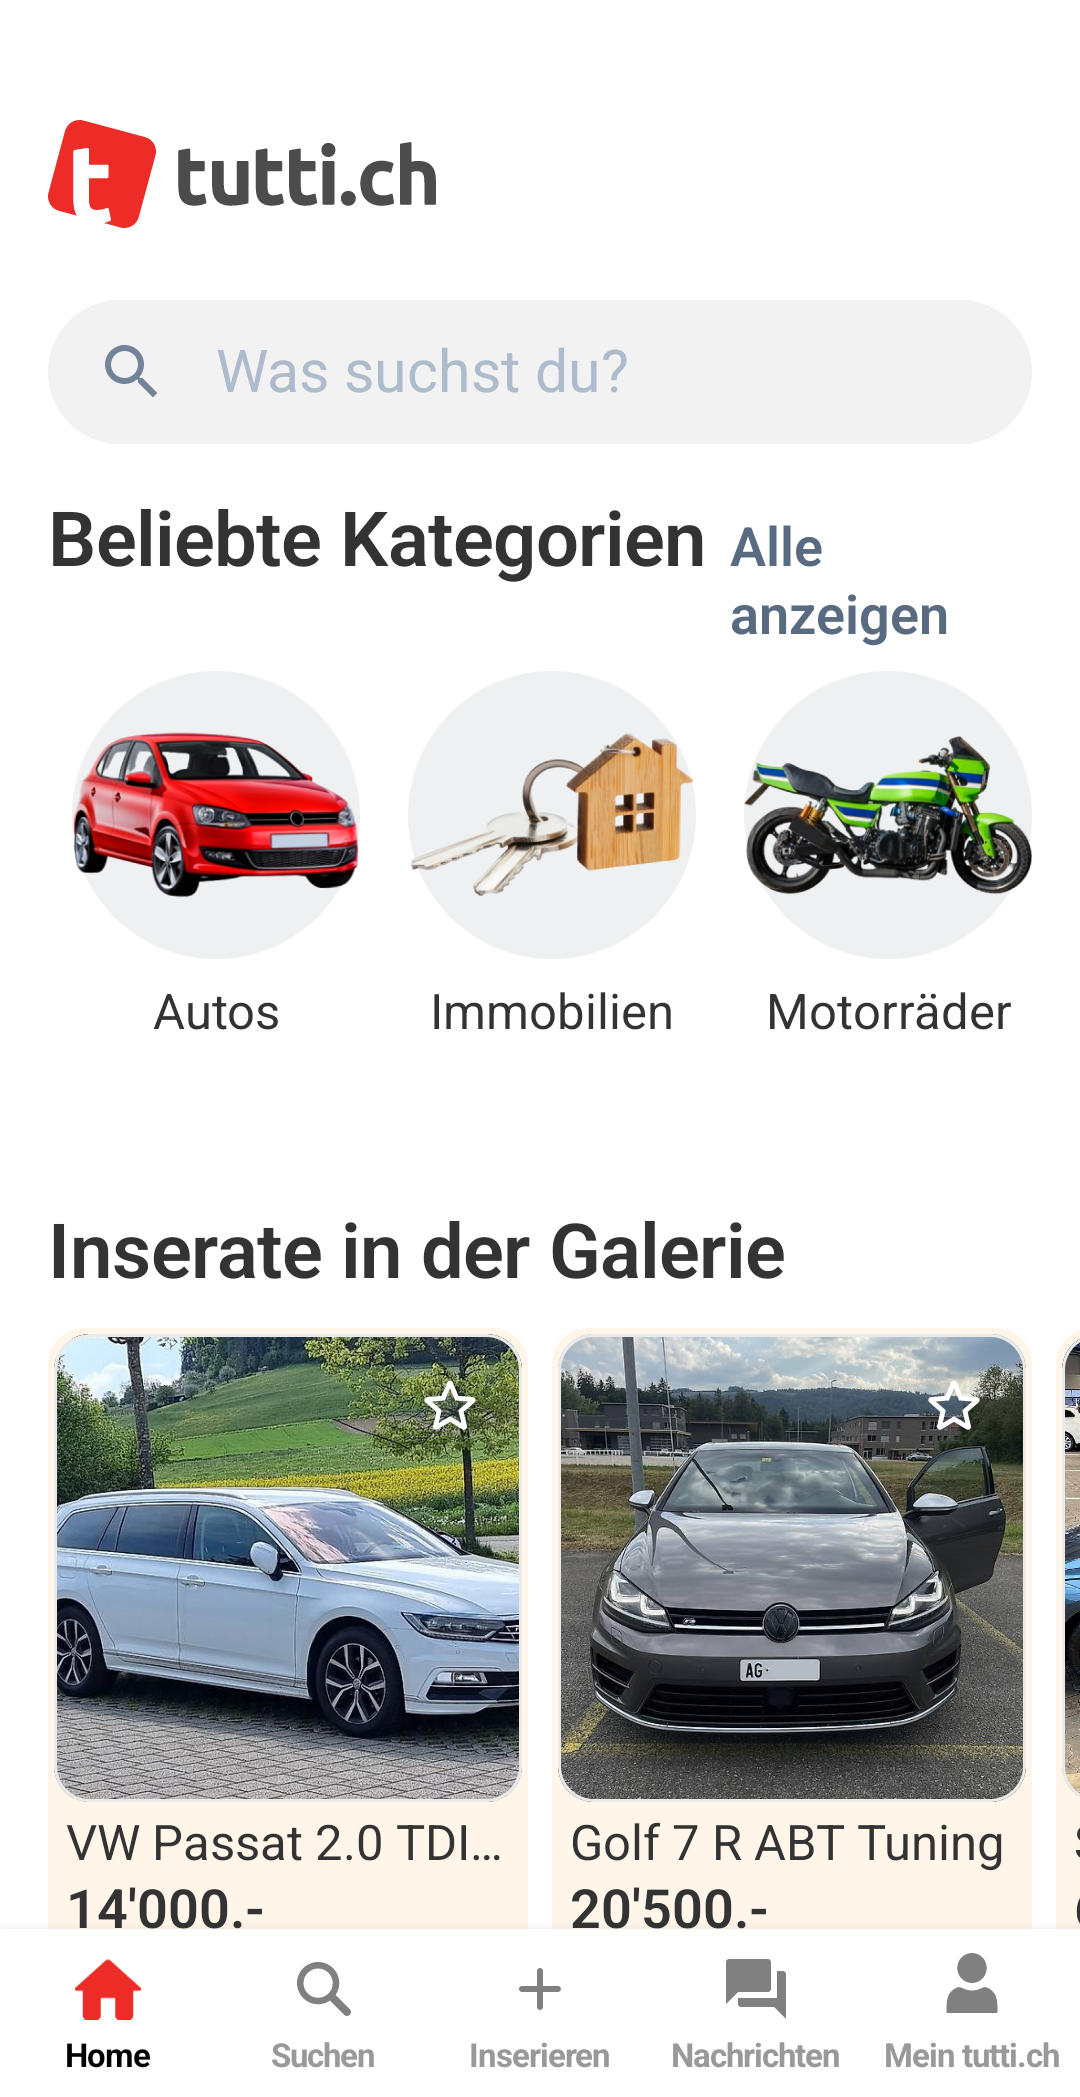 tutti.ch
Was suchst du?
Beliebte Kategorien
Alle
anzeigen
Autos
Immobilien
Motorräder
Inserate in der Galerie
AG
VW Passat 2.0 TDI...
14'000.-
Golf 7 R ABT Tuning
20'500.-
Home
Suchen
Inserieren
Nachrichten
Mein tutti.ch